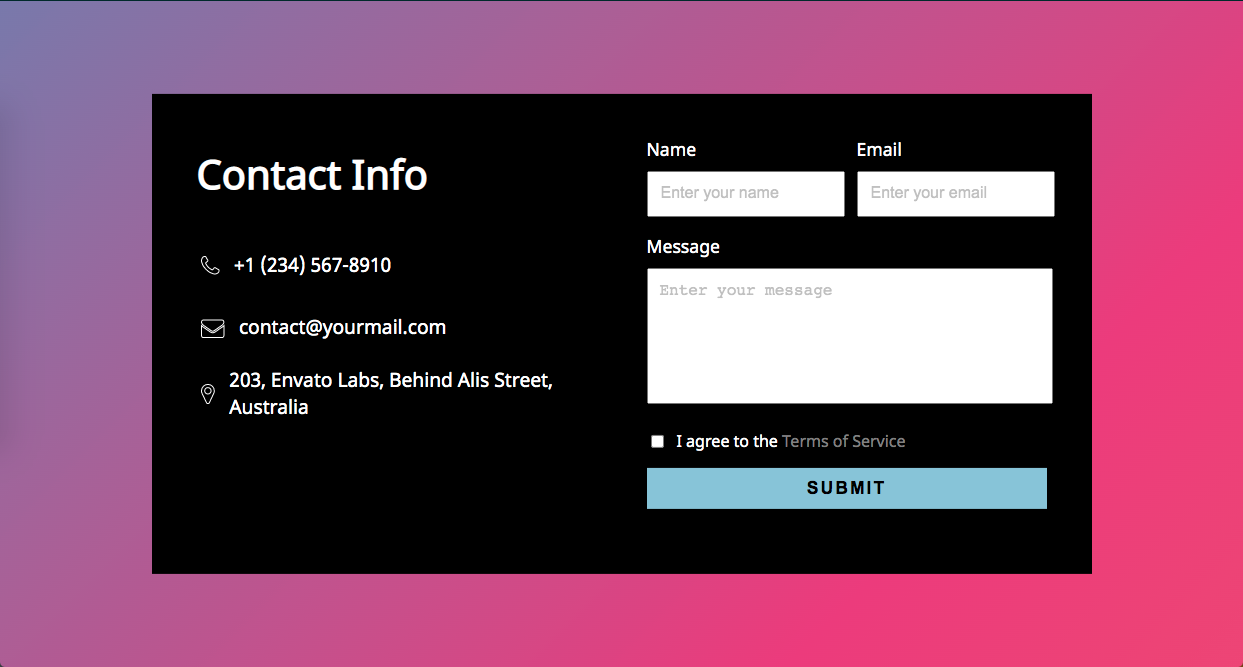 Contact Info
+1 (234) 567-8910
contact@yourmail.com
203, Envato Labs, Behind Alis Street,
Australia
Name
Email
Enter your name
Enter your email
Message
Enter your message
I agree to the Terms of Service
SUBMIT